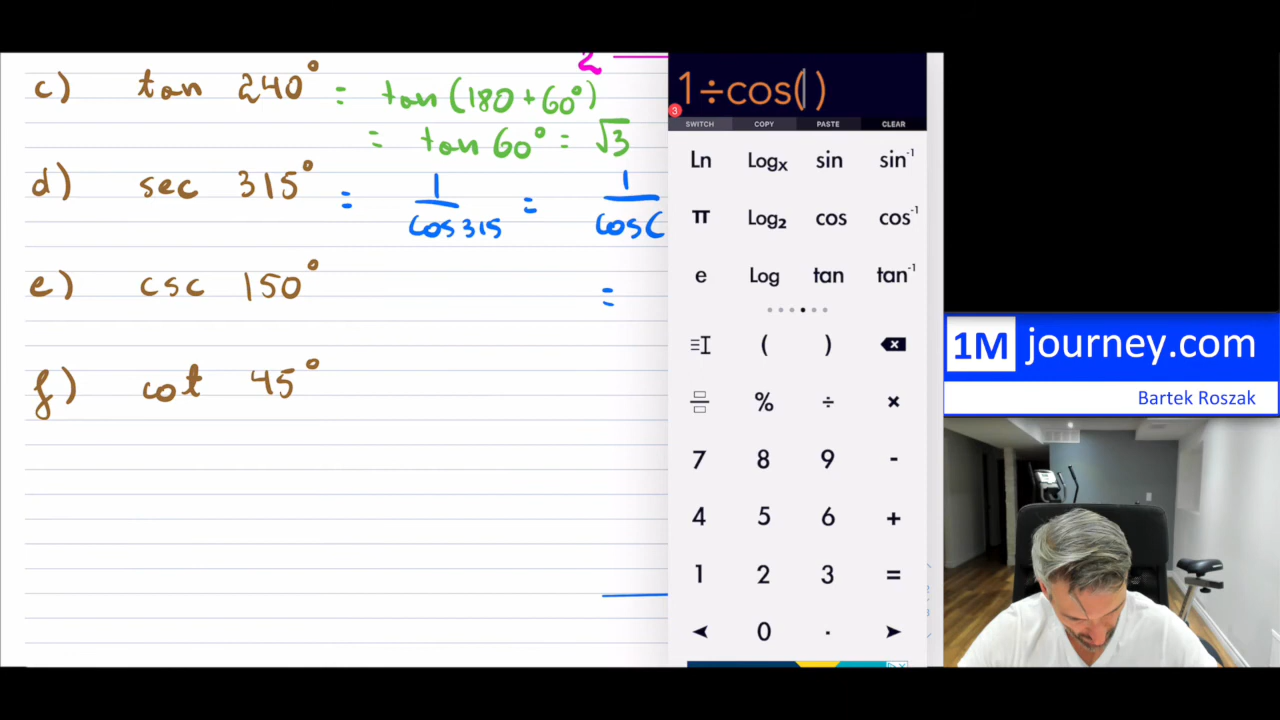 c) tan 240° = tan(180 + 60°)
= tan 60° = √3
2
d) sec 315° = 1/cos 315 = 1/cos(
=
e) csc 150°
f) cot 45°
1÷cos()
3
SWITCH COPY PASTE CLEAR
Ln Logx sin sin-1
π Log2 cos cos-1
e Log tan tan-1
( )
% ÷ ×
7 8 9 -
4 5 6 +
1 2 3 =
0 .
1M journey.com
Bartek Roszak